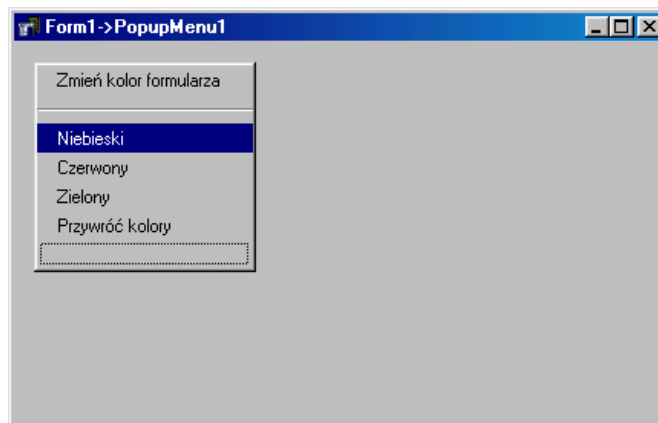 Form1->PopupMenu1
Zmień kolor formularza
Niebieski
Czerwony
Zielony
Przywróć kolory